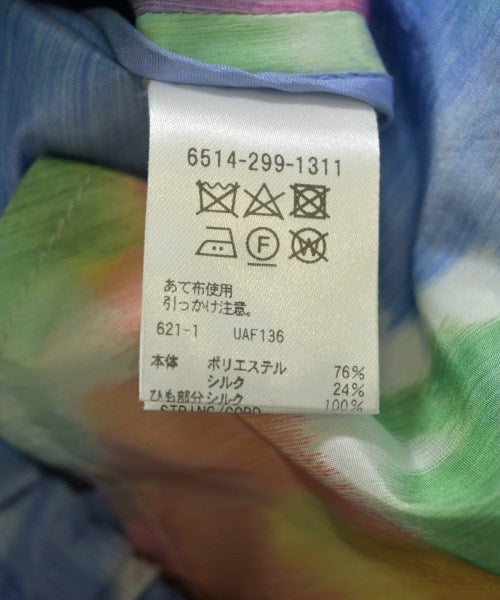 6514-299-1311
F W
あて布使用
引っかけ注意。
621-1 UAF136
本体 ポリエステル 76%
シルク 24%
ひも部分 シルク 100%
STRING/CORD